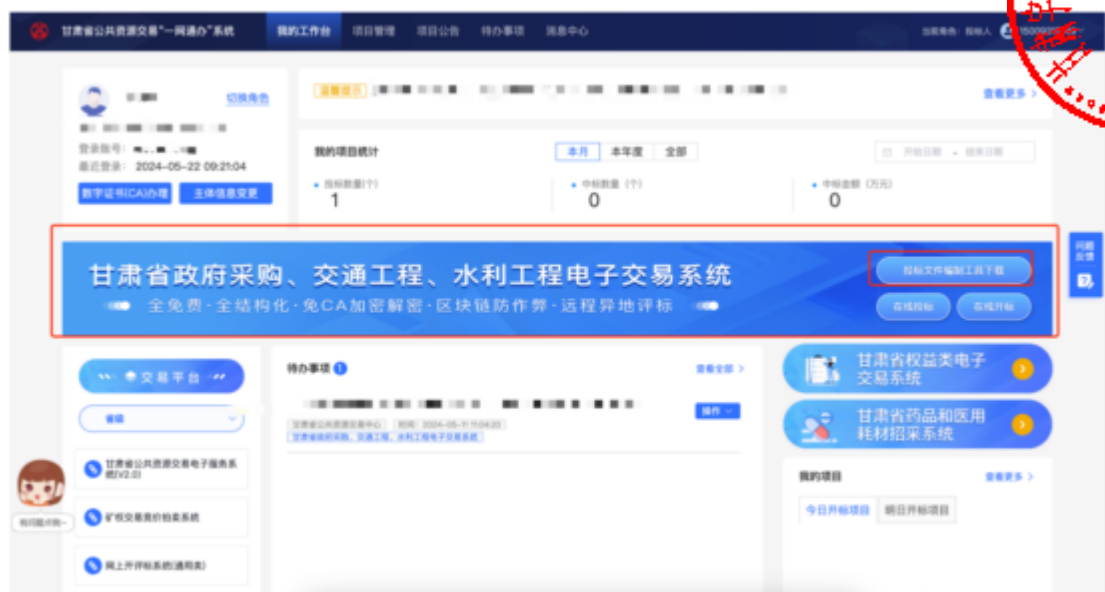 甘肃省公共资源交易“一网通办”系统
我的工作台 项目管理 项目公告 待办事项 消息中心
当前角色: 投标人
切换角色
温馨提示
查看更多 >
登录账号:
最近登录: 2024-05-22 09:21:04
数字证书(CA)办理 主体信息变更
我的项目统计
本月 本年度 全部
开始日期 - 结束日期
投标数量(个)
1
中标数量 (个)
0
中标金额 (万元)
0
问题反馈
甘肃省政府采购、交通工程、水利工程电子交易系统
全免费·全结构化·免CA加密解密·区块链防作弊·远程异地评标
投标文件编制工具下载
在线投标 在线开标
交易平台
省级
甘肃省公共资源交易电子服务系
统(V2.0)
矿权交易竞价拍卖系统
网上开评标系统(通用类)
有问题点我~
待办事项 1
查看全部 >
操作
甘肃省公共资源交易中心 时间: 2024-05-11 11:04:20
甘肃省政府采购、交通工程、水利工程电子交易系统
甘肃省权益类电子
交易系统
甘肃省药品和医用
耗材招采系统
我的项目
查看更多 >
今日开标项目 明日开标项目